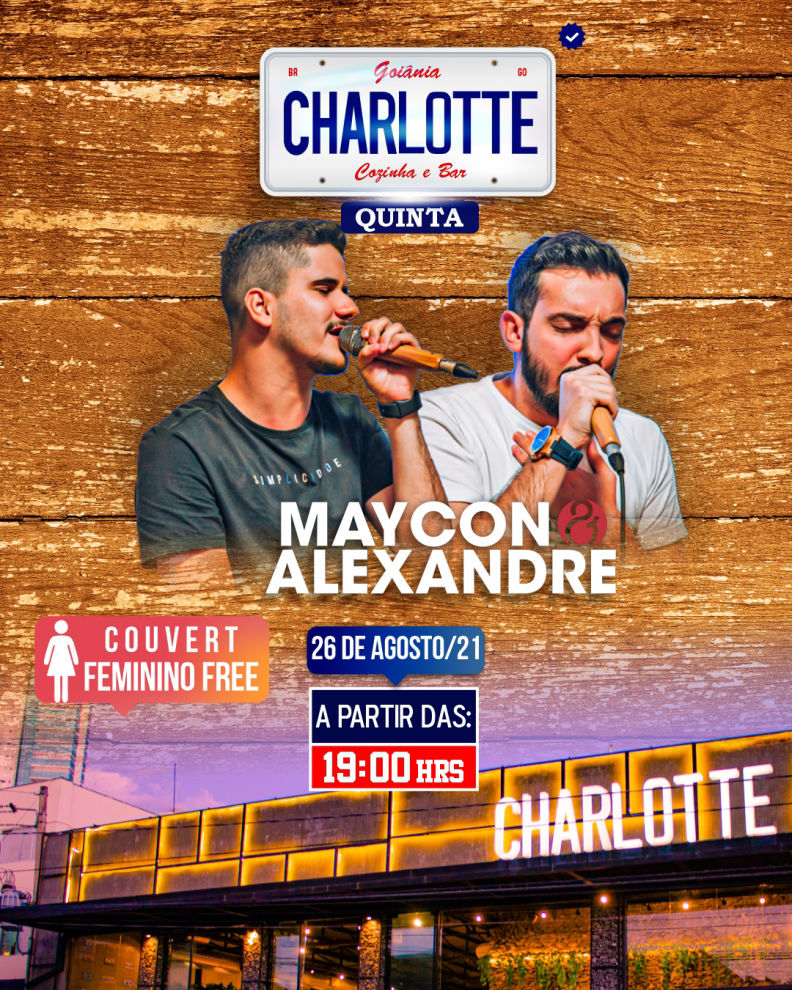 BR Goiânia GO
CHARLOTTE
Cozinha e Bar
QUINTA
SIMPLICIDADE
MAYCON &
ALEXANDRE
COUVERT
FEMININO FREE
26 DE AGOSTO/21
A PARTIR DAS:
19:00 HRS
CHARLOTTE